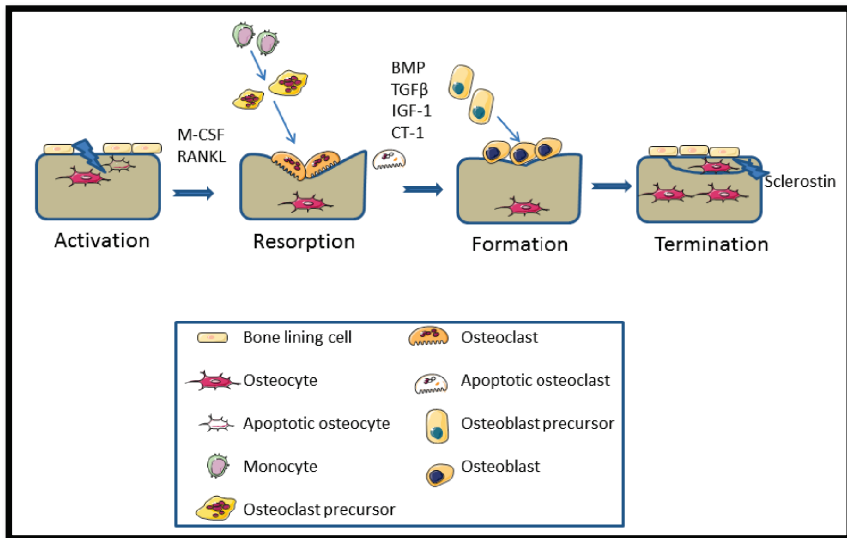 M-CSF
RANKL
BMP
TGFβ
IGF-1
CT-1
Sclerostin
Activation
Resorption
Formation
Termination
Bone lining cell
Osteoclast
Osteocyte
Apoptotic osteoclast
Apoptotic osteocyte
Osteoblast precursor
Monocyte
Osteoblast
Osteoclast precursor